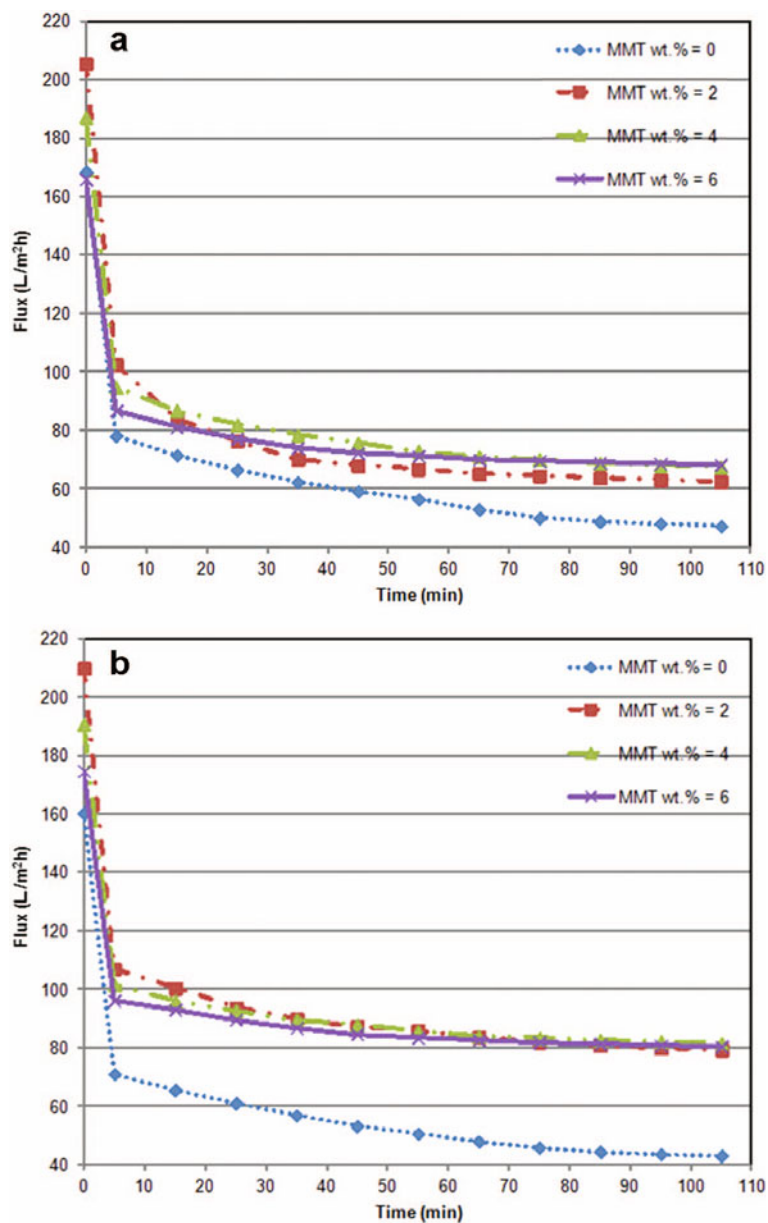 a
220
200
180
160
140
120
100
80
60
40
Flux (L/m²h)
0 10 20 30 40 50 60 70 80 90 100 110
Time (min)
MMT wt.% = 0
MMT wt.% = 2
MMT wt.% = 4
MMT wt.% = 6
b
220
200
180
160
140
120
100
80
60
40
Flux (L/m²h)
0 10 20 30 40 50 60 70 80 90 100 110
Time (min)
MMT wt.% = 0
MMT wt.% = 2
MMT wt.% = 4
MMT wt.% = 6